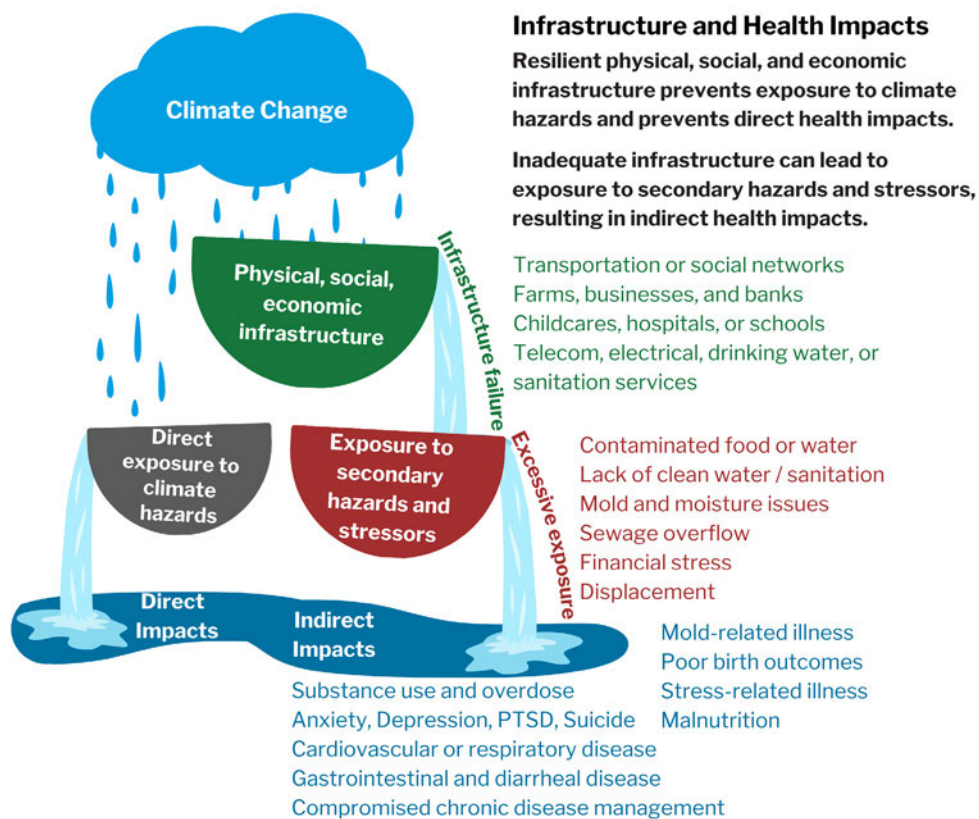 Infrastructure and Health Impacts
Resilient physical, social, and economic
infrastructure prevents exposure to climate
hazards and prevents direct health impacts.
Inadequate infrastructure can lead to
exposure to secondary hazards and stressors,
resulting in indirect health impacts.
Climate Change
Physical, social,
economic
infrastructure
Infrastructure failure
Transportation or social networks
Farms, businesses, and banks
Childcares, hospitals, or schools
Telecom, electrical, drinking water, or
sanitation services
Direct
exposure to
climate
hazards
Exposure to
secondary
hazards and
stressors
Excessive exposure
Contaminated food or water
Lack of clean water / sanitation
Mold and moisture issues
Sewage overflow
Financial stress
Displacement
Direct
Impacts
Indirect
Impacts
Substance use and overdose
Anxiety, Depression, PTSD, Suicide
Cardiovascular or respiratory disease
Gastrointestinal and diarrheal disease
Compromised chronic disease management
Mold-related illness
Poor birth outcomes
Stress-related illness
Malnutrition